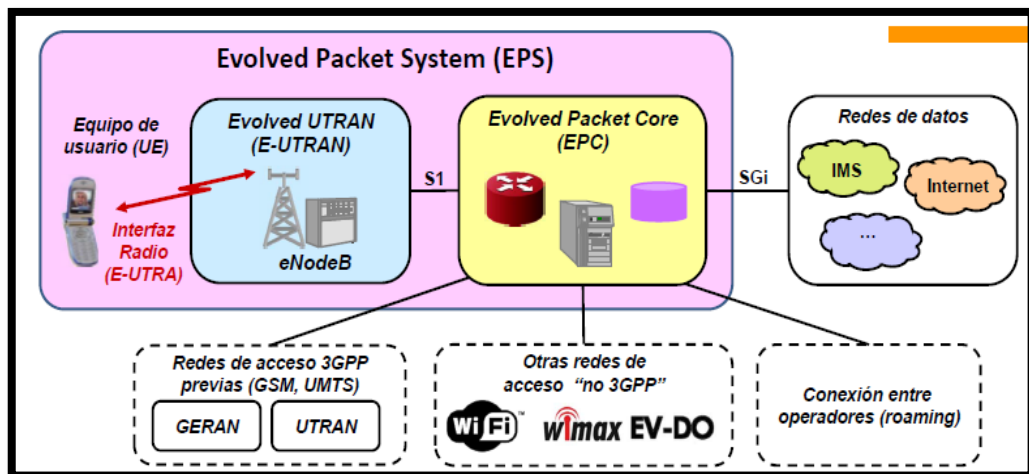 Evolved Packet System (EPS)
Equipo de
usuario (UE)
Interfaz
Radio
(E-UTRA)
Evolved UTRAN
(E-UTRAN)
eNodeB
S1
Evolved Packet Core
(EPC)
SGi
Redes de datos
IMS
Internet
...
Redes de acceso 3GPP
previas (GSM, UMTS)
GERAN
UTRAN
Otras redes de
acceso “no 3GPP”
WiFi™
wimax
EV-DO
Conexión entre
operadores (roaming)